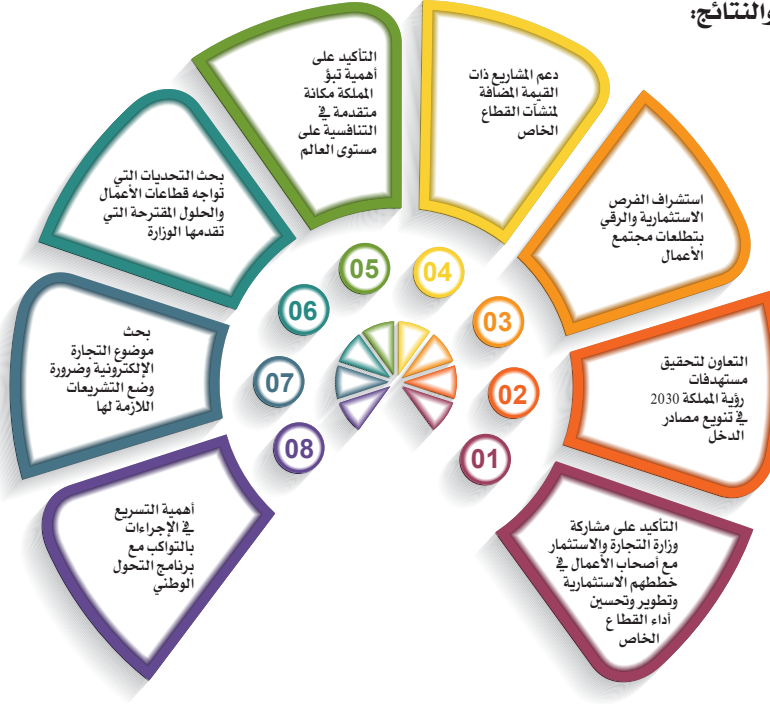 والنتائج:
01
التأكيد على مشاركة
وزارة التجارة والاستثمار
مع أصحاب الأعمال في
خططهم الاستثمارية
وتطوير وتحسين
أداء القطا ع
الخاص
02
التعاون لتحقيق
مستهدفات
رؤية المملكة 2030
في تنويع مصادر
الدخل
03
استشراف الفرص
الاستثمارية والرقي
بتطلعات مجتمع
الأعمال
04
دعم المشاريع ذات
القيمة المضافة
لمنشآت القطاع
الخاص
05
التأكيد على
أهمية تبؤ
المملكة مكانة
متقدمة في
التنافسية على
مستوى العالم
06
بحث التحديات التي
تواجه قطاعات الأعمال
والحلول المقترحة التي
تقدمها الوزارة
07
بحث
موضوع التجارة
الإلكترونية وضرورة
وضع التشريعات
اللازمة لها
08
أهمية التسريع
في الإجراءات
بالتواكب مع
برنامج التحول
الوطني